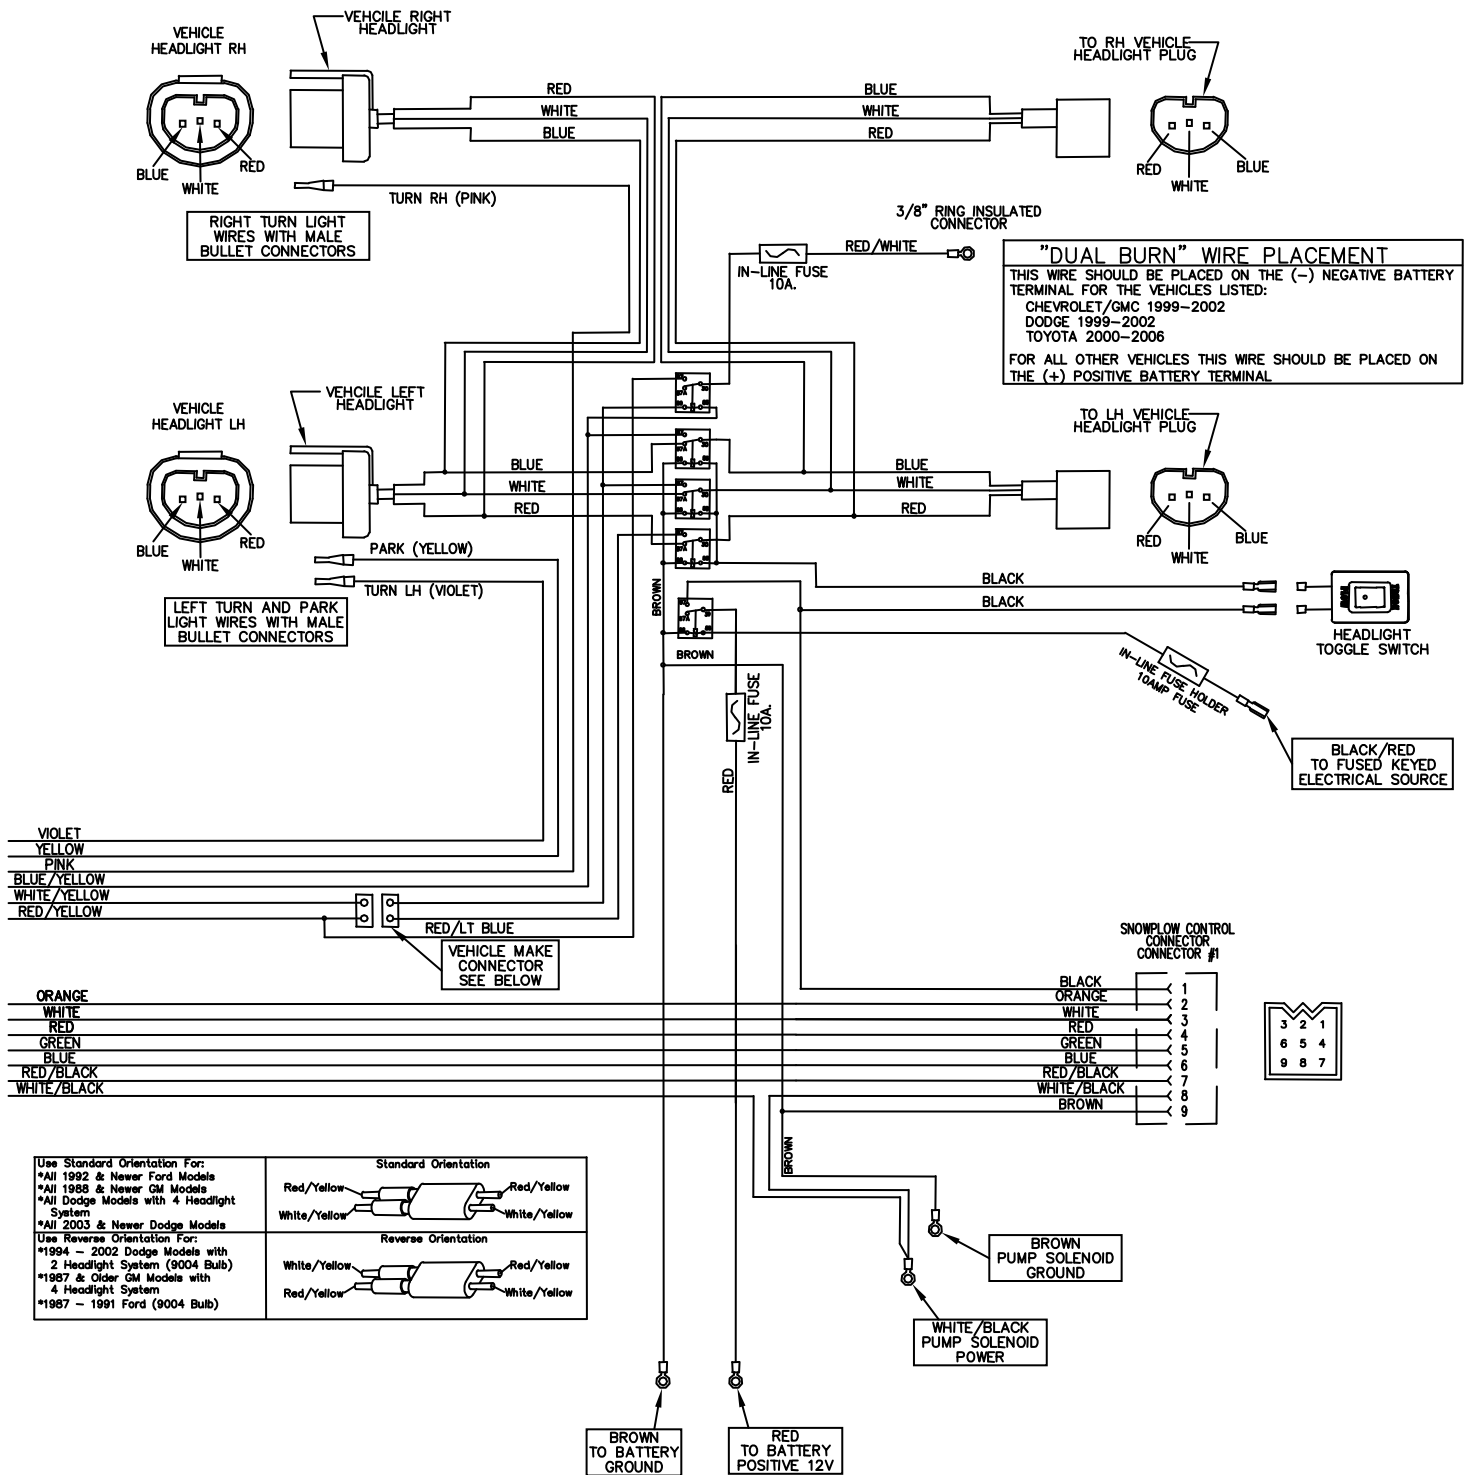 VEHICLE
HEADLIGHT RH
VEHCILE RIGHT
HEADLIGHT
TO RH VEHICLE
HEADLIGHT PLUG
RED
WHITE
BLUE
BLUE
WHITE
RED
BLUE
WHITE
RED
RED
WHITE
BLUE
TURN RH (PINK)
RIGHT TURN LIGHT
WIRES WITH MALE
BULLET CONNECTORS
3/8" RING INSULATED
CONNECTOR
RED/WHITE
IN-LINE FUSE
10A.
"DUAL BURN" WIRE PLACEMENT
THIS WIRE SHOULD BE PLACED ON THE (-) NEGATIVE BATTERY
TERMINAL FOR THE VEHICLES LISTED:
CHEVROLET/GMC 1999-2002
DODGE 1999-2002
TOYOTA 2000-2006
FOR ALL OTHER VEHICLES THIS WIRE SHOULD BE PLACED ON
THE (+) POSITIVE BATTERY TERMINAL
VEHICLE
HEADLIGHT LH
VEHCILE LEFT
HEADLIGHT
TO LH VEHICLE
HEADLIGHT PLUG
BLUE
WHITE
RED
BLUE
WHITE
RED
BLUE
WHITE
RED
RED
WHITE
BLUE
PARK (YELLOW)
TURN LH (VIOLET)
LEFT TURN AND PARK
LIGHT WIRES WITH MALE
BULLET CONNECTORS
BROWN
BLACK
BLACK
HEADLIGHT
TOGGLE SWITCH
BROWN
IN-LINE FUSE HOLDER
10AMP FUSE
IN-LINE FUSE
10A.
RED
BLACK/RED
TO FUSED KEYED
ELECTRICAL SOURCE
VIOLET
YELLOW
PINK
BLUE/YELLOW
WHITE/YELLOW
RED/YELLOW
RED/LT BLUE
VEHICLE MAKE
CONNECTOR
SEE BELOW
SNOWPLOW CONTROL
CONNECTOR
CONNECTOR #1
ORANGE
WHITE
RED
GREEN
BLUE
RED/BLACK
WHITE/BLACK
BLACK 1
ORANGE 2
WHITE 3
RED 4
GREEN 5
BLUE 6
RED/BLACK 7
WHITE/BLACK 8
BROWN 9
3 2 1
6 5 4
9 8 7
BROWN
Use Standard Orientation For:
*All 1992 & Newer Ford Models
*All 1988 & Newer GM Models
*All Dodge Models with 4 Headlight
System
*All 2003 & Newer Dodge Models
Standard Orientation
Red/Yellow
White/Yellow
Red/Yellow
White/Yellow
Use Reverse Orientation For:
*1994 - 2002 Dodge Models with
2 Headlight System (9004 Bulb)
*1987 & Older GM Models with
4 Headlight System
*1987 - 1991 Ford (9004 Bulb)
Reverse Orientation
White/Yellow
Red/Yellow
Red/Yellow
White/Yellow
BROWN
PUMP SOLENOID
GROUND
WHITE/BLACK
PUMP SOLENOID
POWER
BROWN
TO BATTERY
GROUND
RED
TO BATTERY
POSITIVE 12V